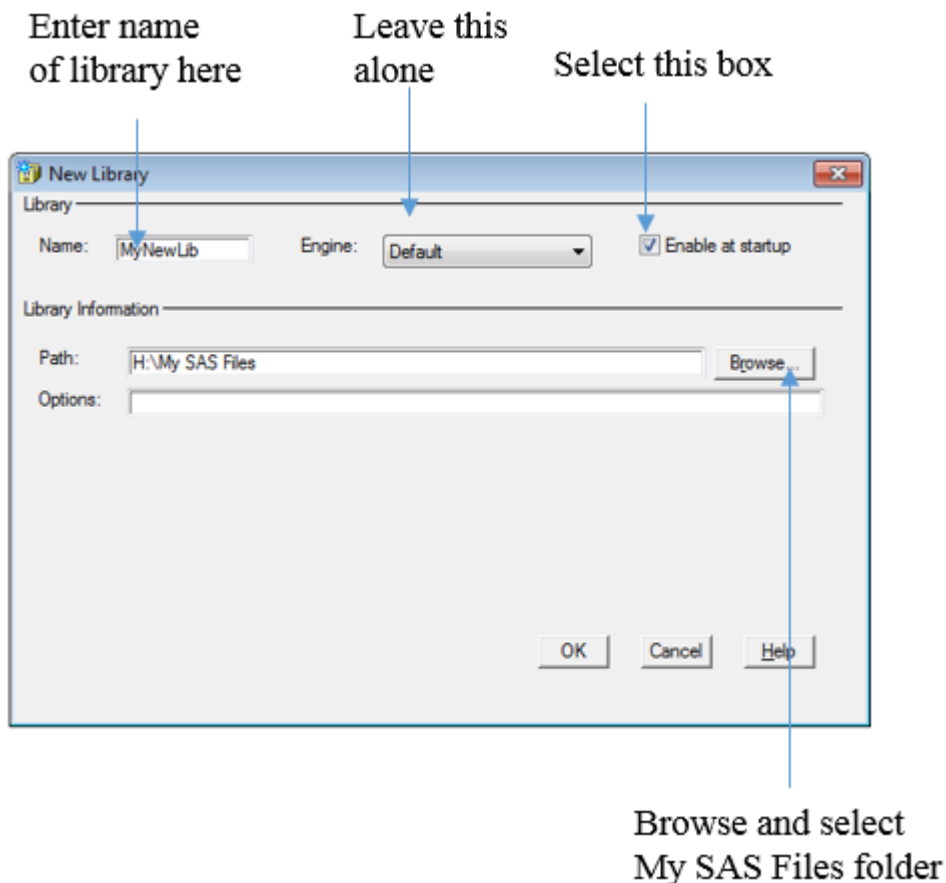 Enter name
of library here
Leave this
alone
Select this box
New Library
Library
Name:
MyNewLib
Engine:
Default
Enable at startup
Library Information
Path:
H:\My SAS Files
Browse...
Options:
OK
Cancel
Help
Browse and select
My SAS Files folder